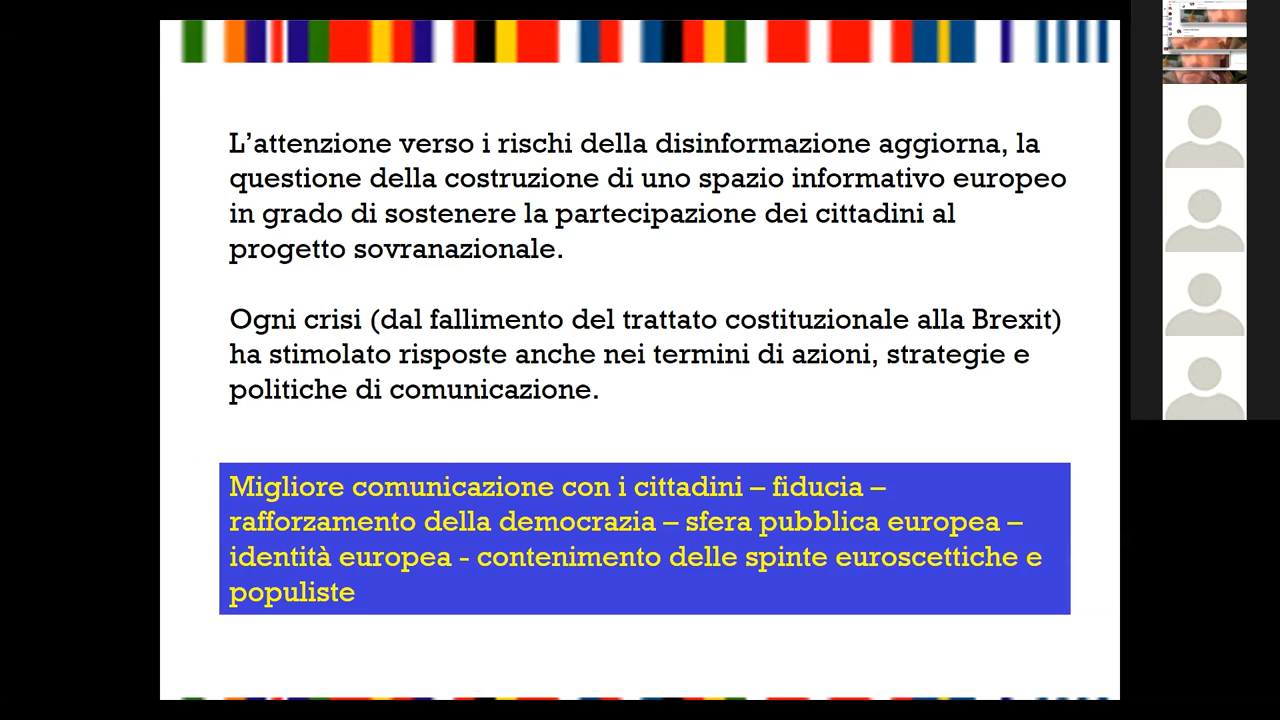 L’attenzione verso i rischi della disinformazione aggiorna, la
questione della costruzione di uno spazio informativo europeo
in grado di sostenere la partecipazione dei cittadini al
progetto sovranazionale.
Ogni crisi (dal fallimento del trattato costituzionale alla Brexit)
ha stimolato risposte anche nei termini di azioni, strategie e
politiche di comunicazione.
Migliore comunicazione con i cittadini – fiducia –
rafforzamento della democrazia – sfera pubblica europea –
identità europea - contenimento delle spinte euroscettiche e
populiste